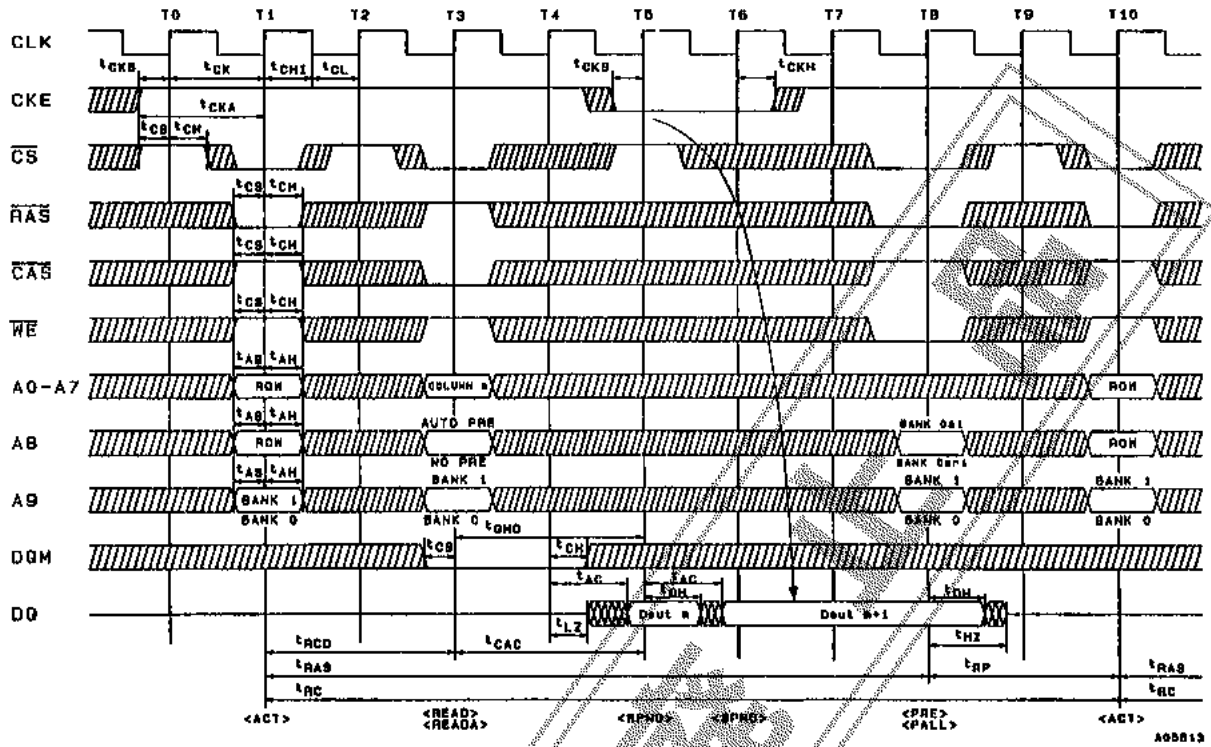 T0 T1 T2 T3 T4 T5 T6 T7 T8 T9 T10
CLK
tCKS tCK tCHI tCL tCKS tCKH
CKE
tCKA
tCS tCH
CS
tCS tCH
RAS
tCS tCH
CAS
tCS tCH
WE
tAS tAH
A0-A7 ROW COLUMN m ROW
tAS tAH AUTO PRE BANK 0&1
A8 ROW ROW
NO PRE BANK 0or1
tAS tAH BANK 1 BANK 1 BANK 1
A9 BANK 1
BANK 0 BANK 0 BANK 0 BANK 0
tQMD
DQM tCS tCH
tAC tAC
tOH tOH
DQ Dout m Dout m+1
tLZ tHZ
tRCD tCAC
tRAS tRP tRAS
tRC tRC
<ACT> <READ> <PRE> <ACT>
<READA> <PALL>
A05813